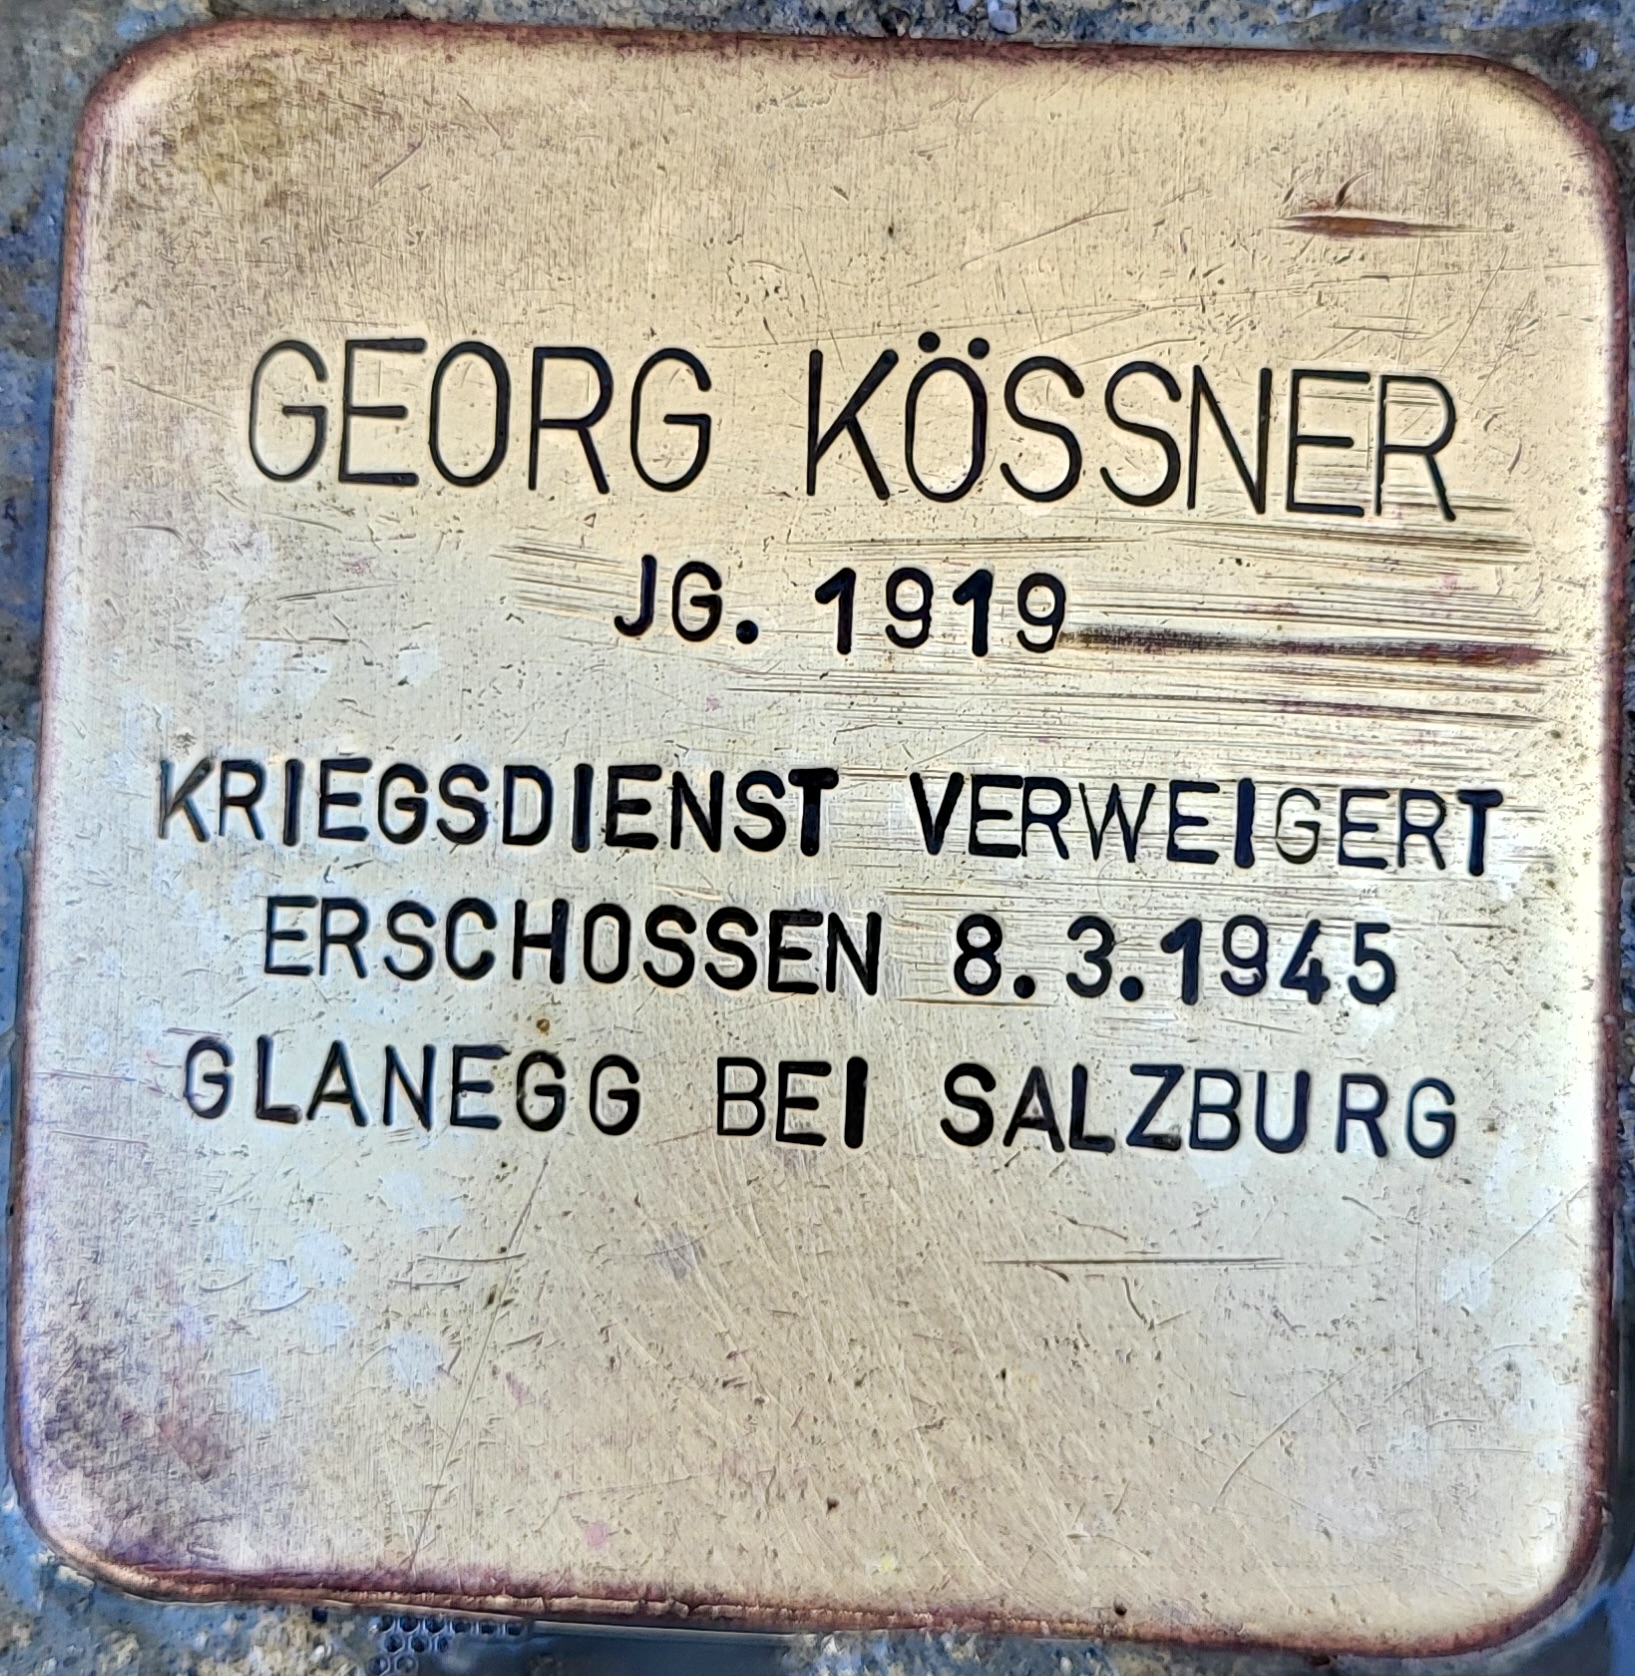 GEORG KÖSSNER
JG. 1919
KRIEGSDIENST VERWEIGERT
ERSCHOSSEN 8.3.1945
GLANEGG BEI SALZBURG